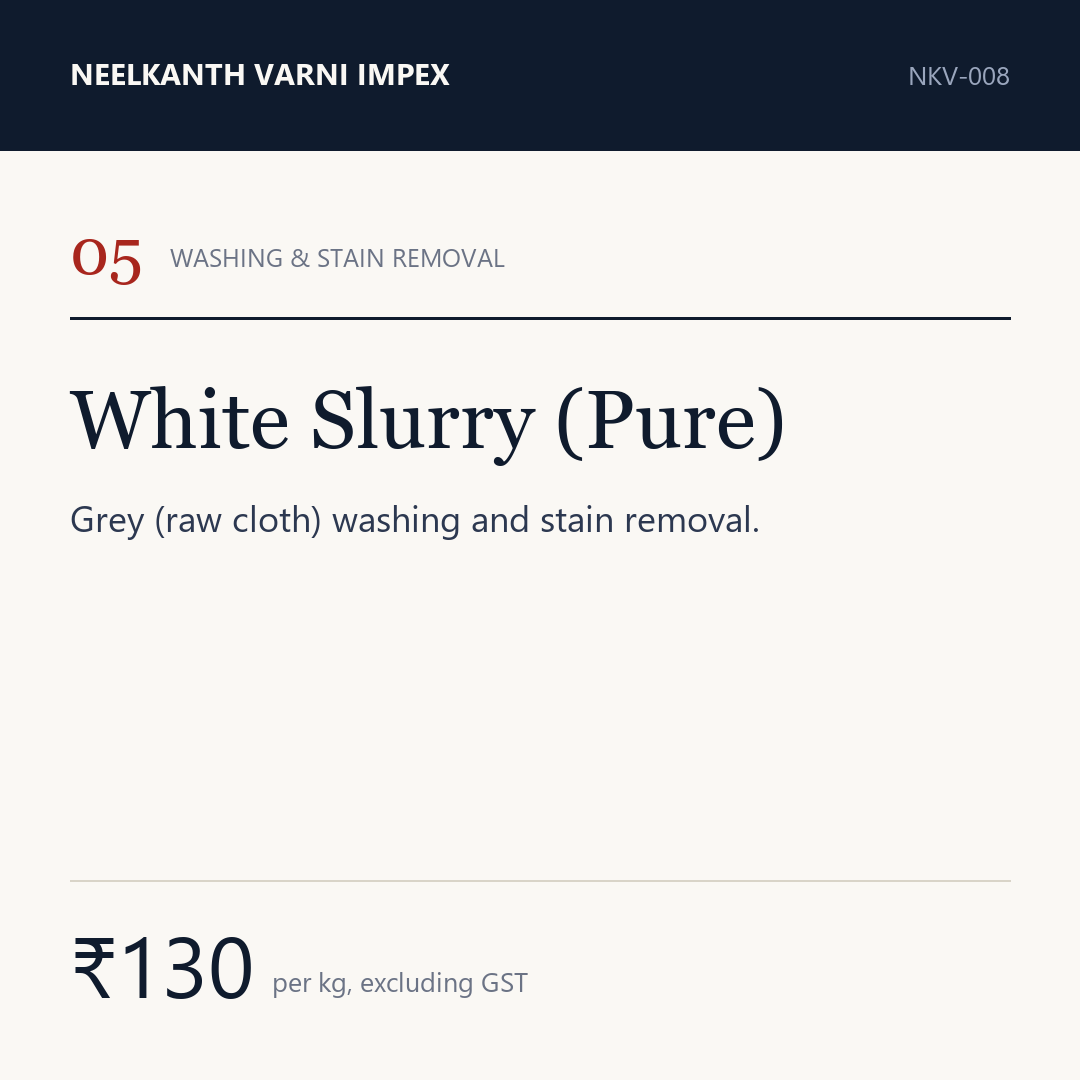 NEELKANTH VARNI IMPEX
NKV-008
05 WASHING & STAIN REMOVAL
White Slurry (Pure)
Grey (raw cloth) washing and stain removal.
₹130 per kg, excluding GST